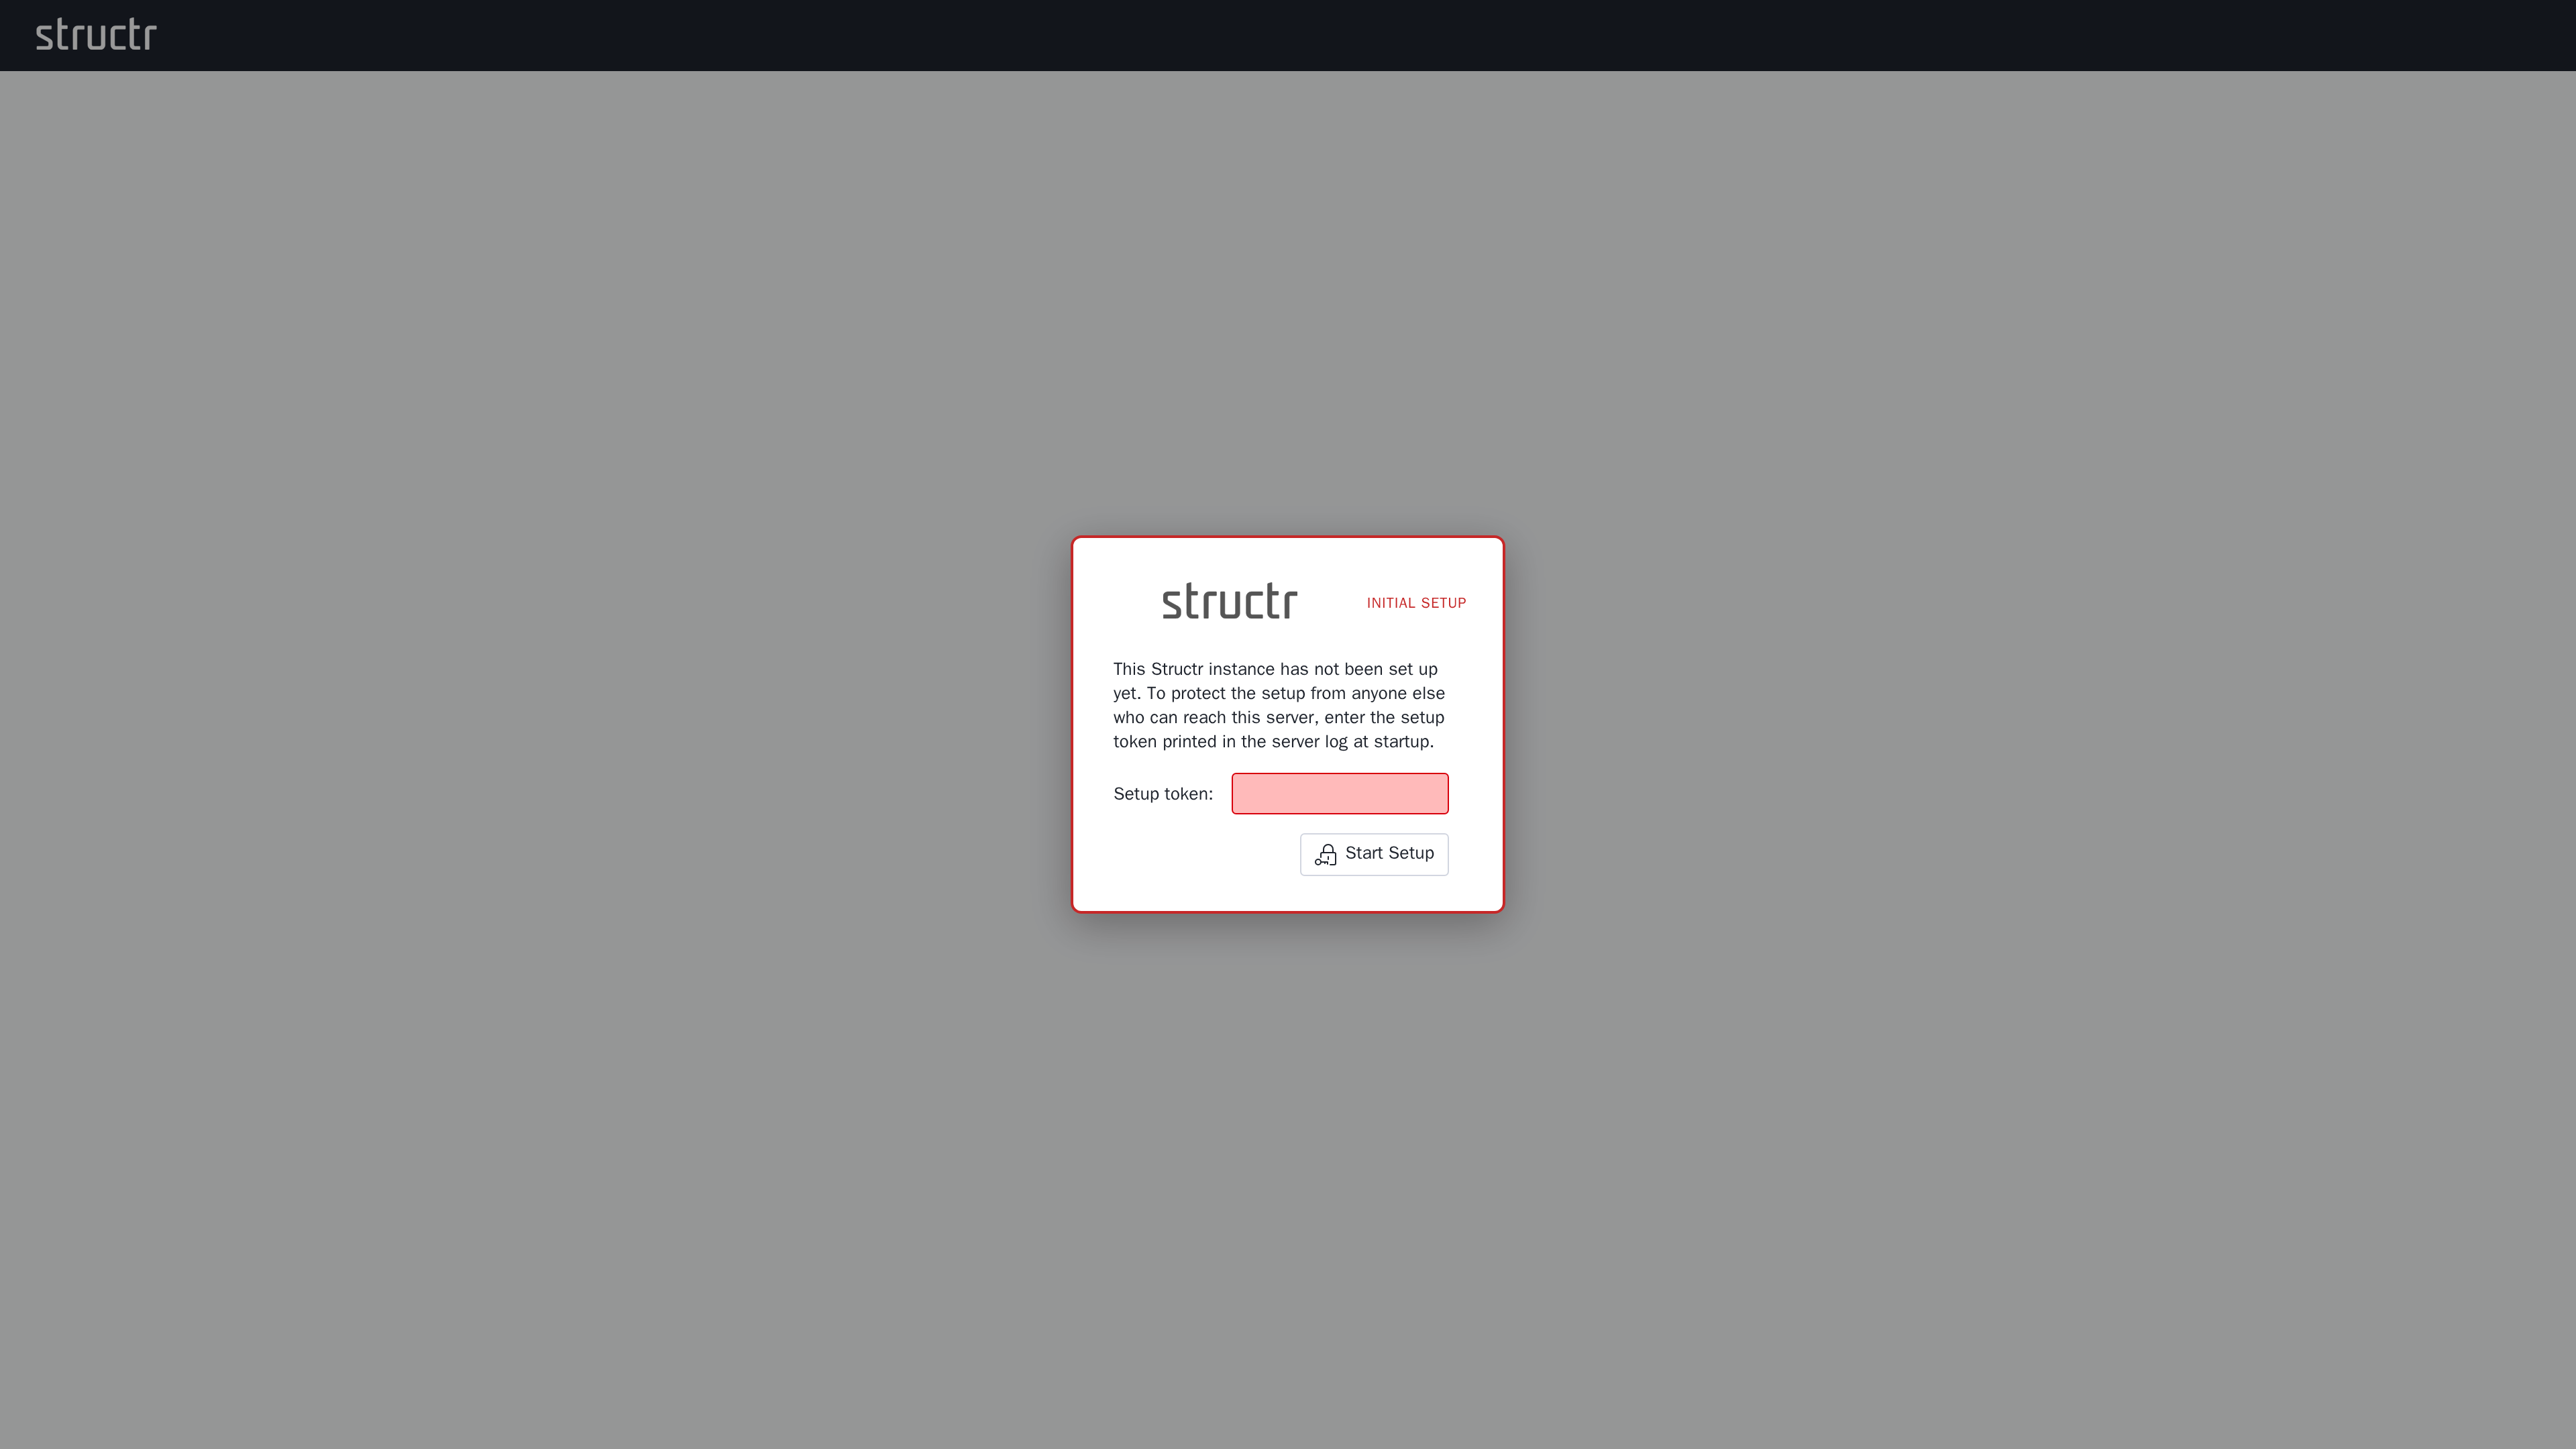 structr
structr
INITIAL SETUP
This Structr instance has not been set up
yet. To protect the setup from anyone else
who can reach this server, enter the setup
token printed in the server log at startup.
Setup token:
Start Setup